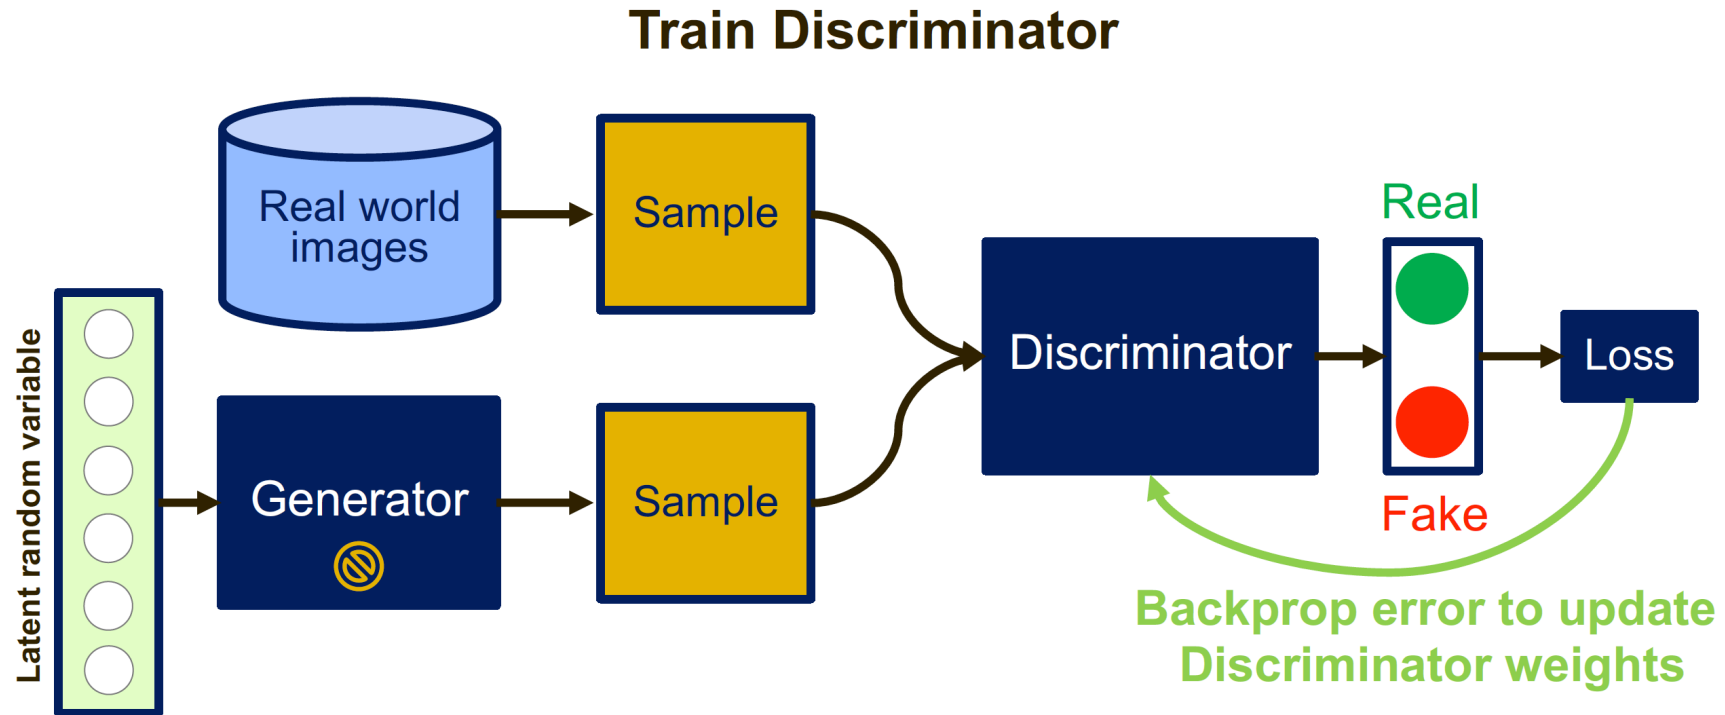 Train Discriminator
Real world
images
Sample
Real
Discriminator
Loss
Latent random variable
Generator
Sample
Fake
Backprop error to update
Discriminator weights